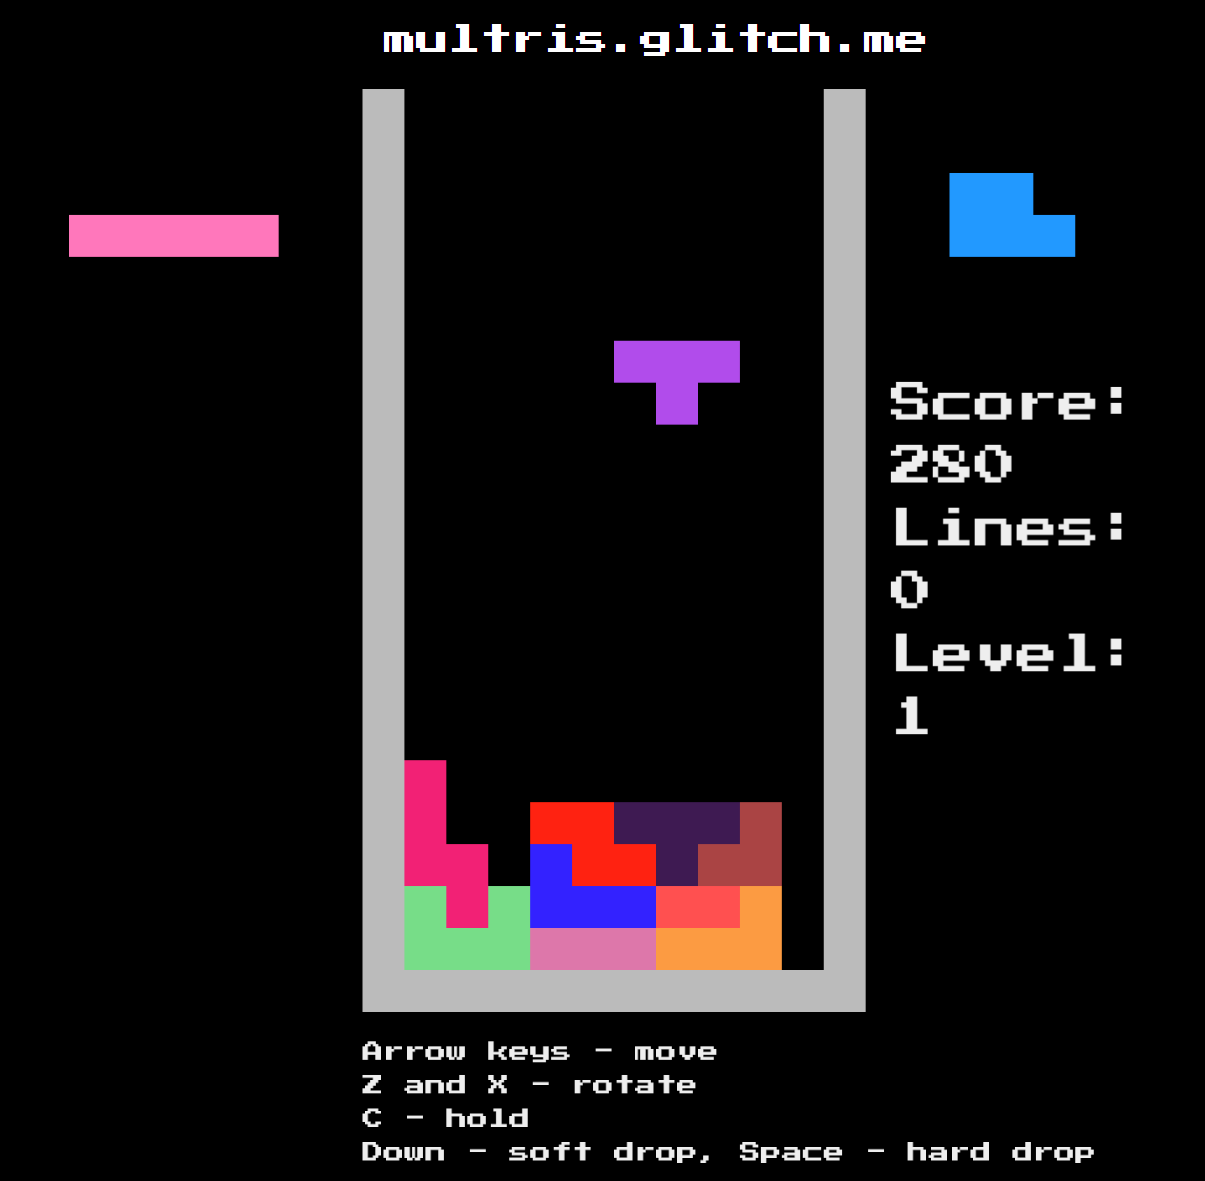 multris.glitch.me
Score:
280
Lines:
0
Level:
1
Arrow keys - move
Z and X - rotate
C - hold
Down - soft drop, Space - hard drop